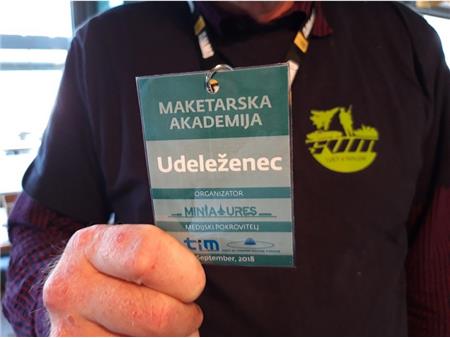 MAKETARSKA
AKADEMIJA
Udeleženec
ORGANIZATOR
MINIATURES
MEDIJSKI POKROVITELJ
tim
September, 2018